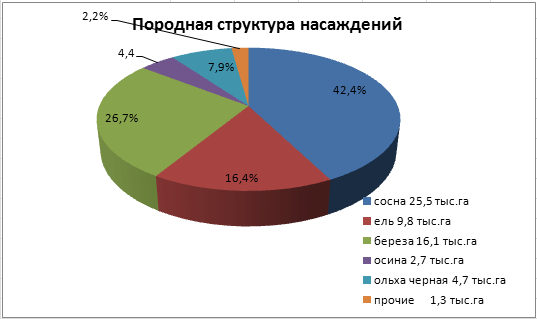 Породная структура насаждений
2,2%
4,4
7,9%
42,4%
26,7%
16,4%
сосна 25,5 тыс.га
ель 9,8 тыс.га
береза 16,1 тыс.га
осина 2,7 тыс.га
ольха черная 4,7 тыс.га
прочие 1,3 тыс.га